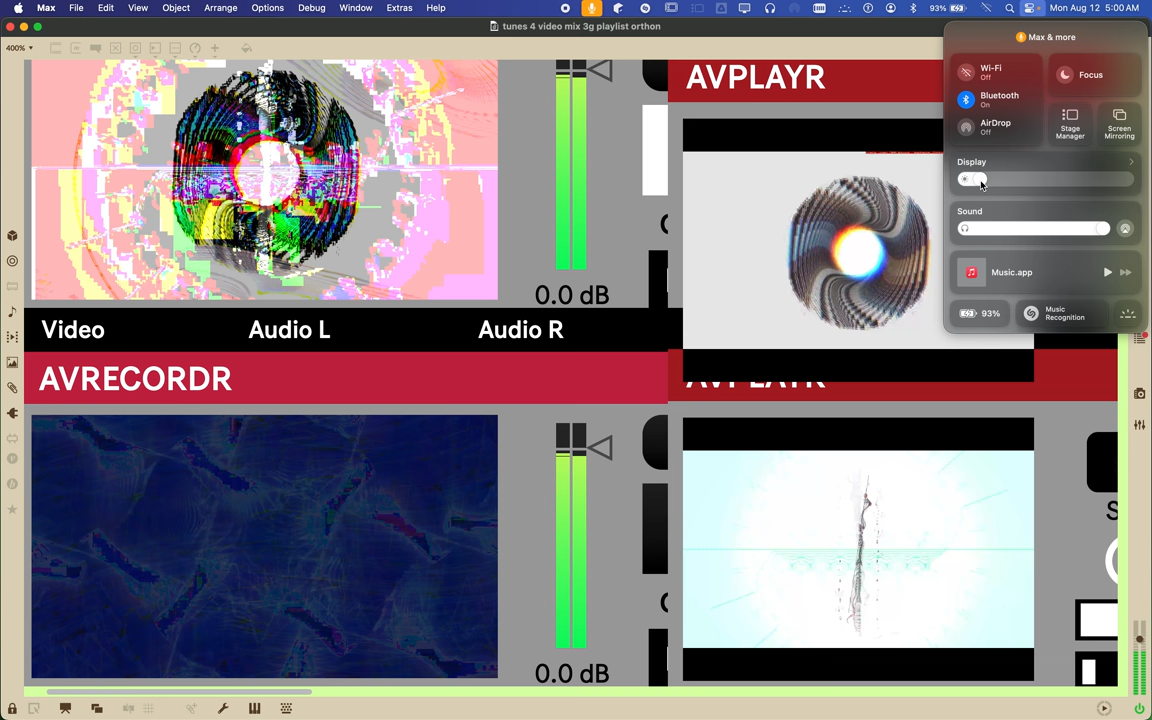 Max File Edit View Object Arrange Options Debug Window Extras Help 93% Mon Aug 12 5:00 AM
tunes 4 video mix 3g playlist orthon
400%
Max & more
Wi-Fi
Off
Bluetooth
On
AirDrop
Off
Focus
Stage
Manager
Screen
Mirroring
Display
Sound
Music.app
93%
Music
Recognition
AVPLAYR
0.0 dB
Video Audio L Audio R
AVRECORDR
AVPLAYR
0.0 dB